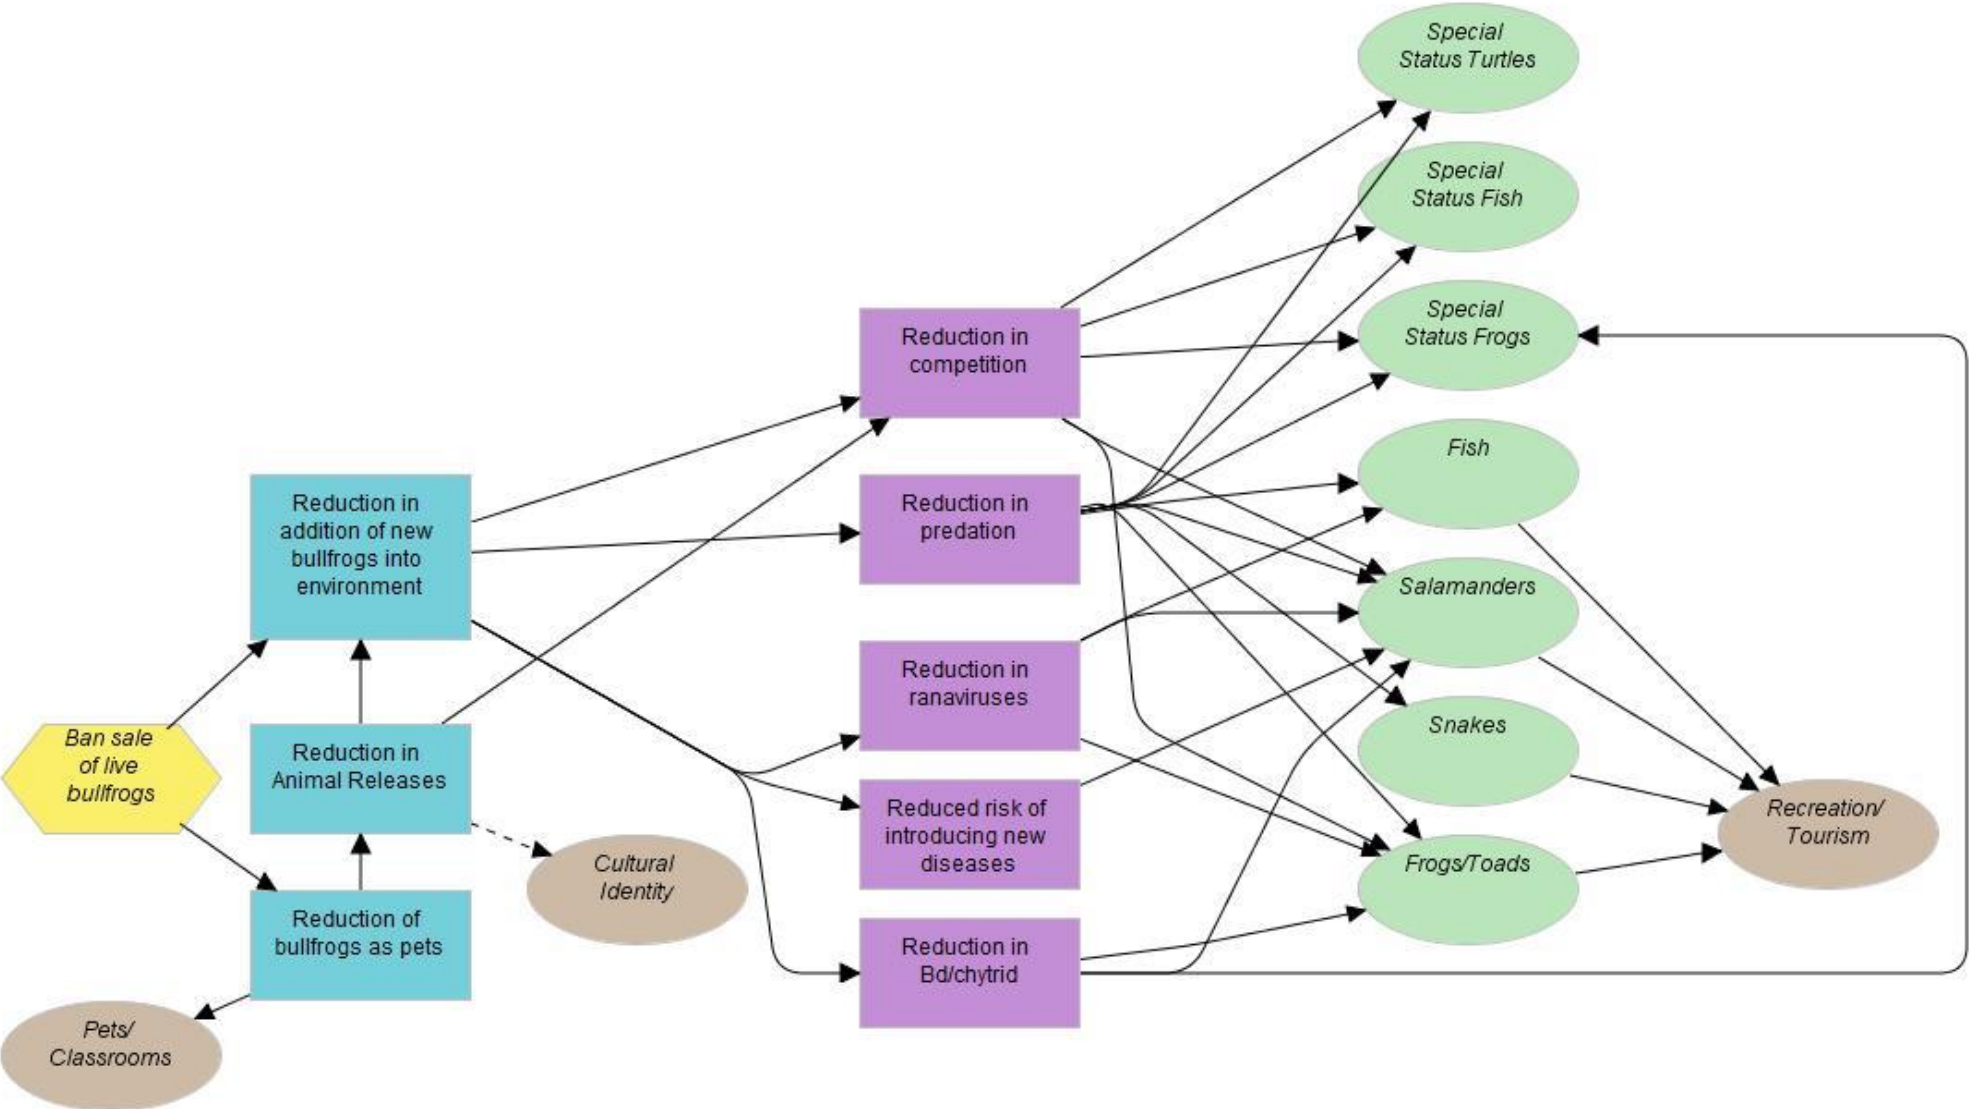 Special
Status Turtles
Special
Status Fish
Special
Status Frogs
Fish
Salamanders
Snakes
Frogs/Toads
Recreation/
Tourism
Reduction in
competition
Reduction in
predation
Reduction in
ranaviruses
Reduced risk of
introducing new
diseases
Reduction in
Bd/chytrid
Reduction in
addition of new
bullfrogs into
environment
Reduction in
Animal Releases
Reduction of
bullfrogs as pets
Cultural
Identity
Ban sale
of live
bullfrogs
Pets/
Classrooms